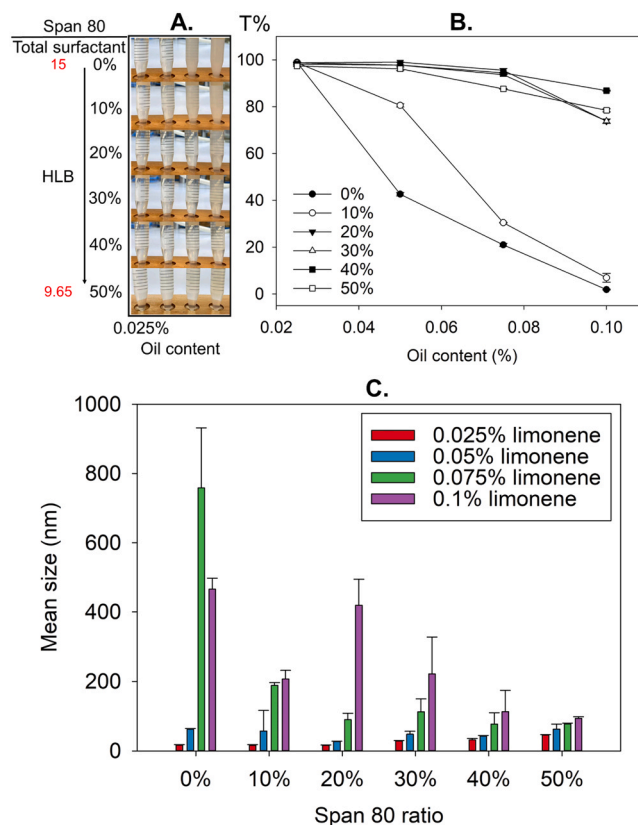 Span 80
Total surfactant
A.
15
0%
10%
20%
HLB
30%
40%
9.65
50%
0.025%
Oil content
T%
B.
100
80
60
40
20
0
0%
10%
20%
30%
40%
50%
0.02
0.04
0.06
0.08
0.10
Oil content (%)
C.
Mean size (nm)
1000
800
600
400
200
0
0.025% limonene
0.05% limonene
0.075% limonene
0.1% limonene
0% 10% 20% 30% 40% 50%
Span 80 ratio